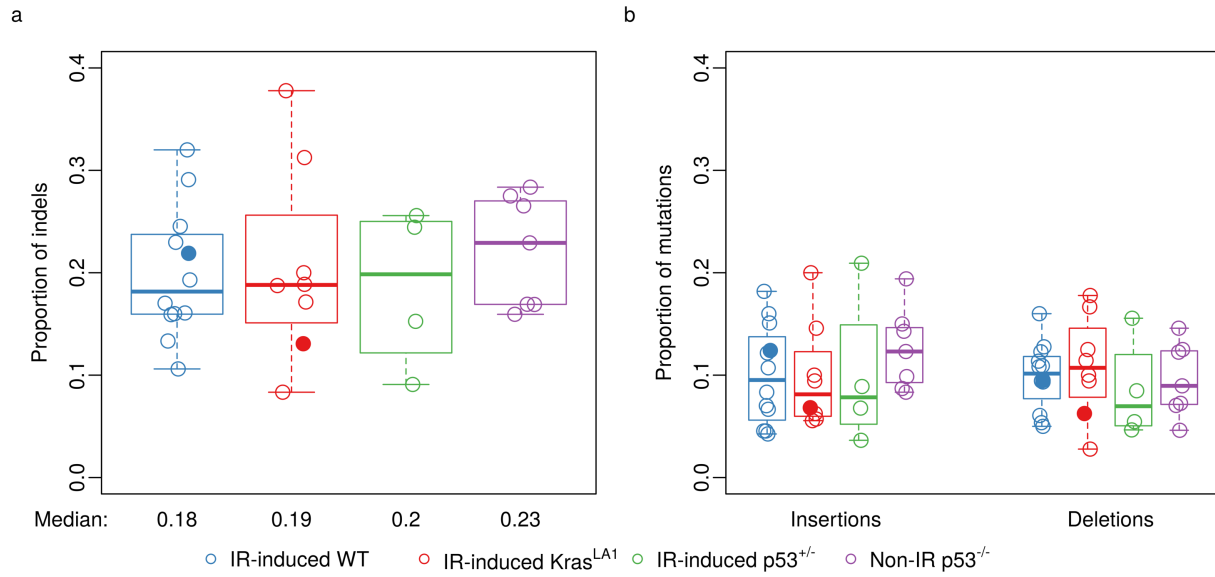 a
b
Proportion of indels
0.0
0.1
0.2
0.3
0.4
Median: 0.18 0.19 0.2 0.23
Proportion of mutations
0.0
0.1
0.2
0.3
0.4
Insertions Deletions
IR-induced WT IR-induced Kras^LA1 IR-induced p53^+/- Non-IR p53^-/-